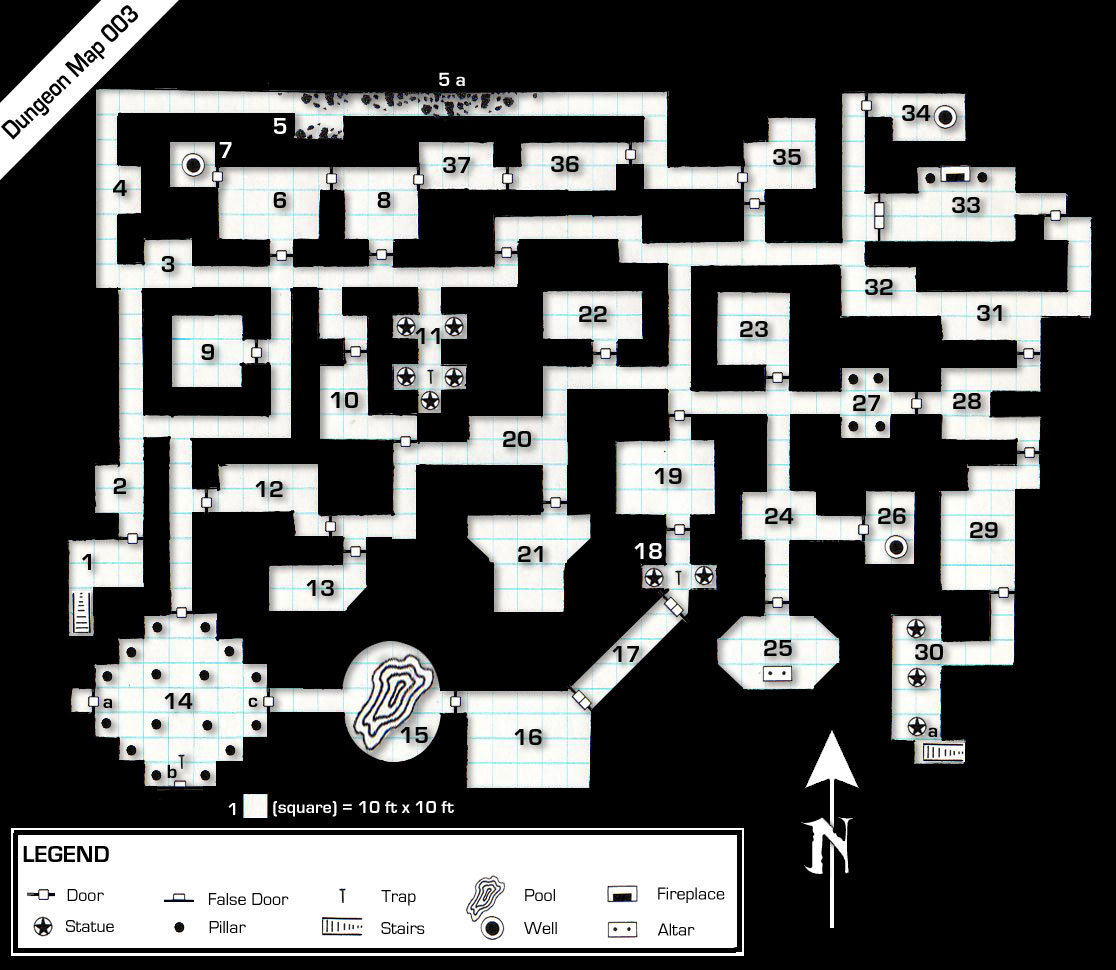 Dungeon Map 003
5 a
34
5
7
35
37
36
4
6
8
33
3
32
31
22
23
11
T
9
10
27
28
20
2
12
19
24
26
29
1
21
18
T
13
17
25
30
14
a
c
15
16
a
b
T
1 (square) = 10 ft x 10 ft
N
LEGEND
Door
False Door
T
Trap
Pool
Fireplace
Statue
Pillar
Stairs
Well
Altar